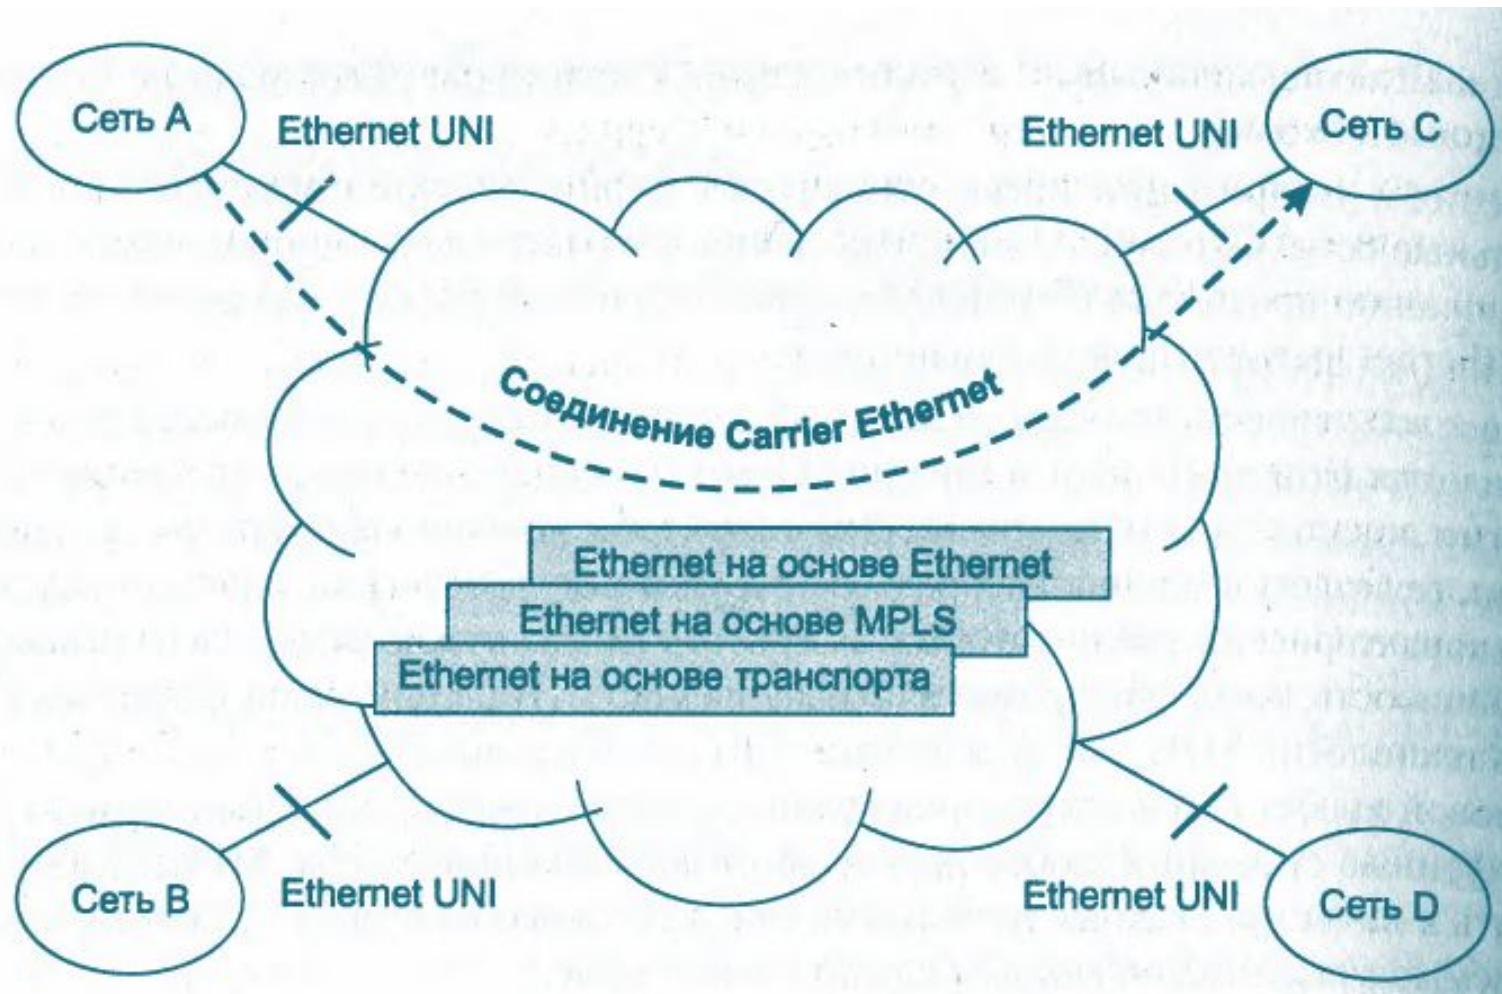 Сеть A
Ethernet UNI
Ethernet UNI
Сеть C
Соединение Carrier Ethernet
Ethernet на основе Ethernet
Ethernet на основе MPLS
Ethernet на основе транспорта
Сеть B
Ethernet UNI
Ethernet UNI
Сеть D